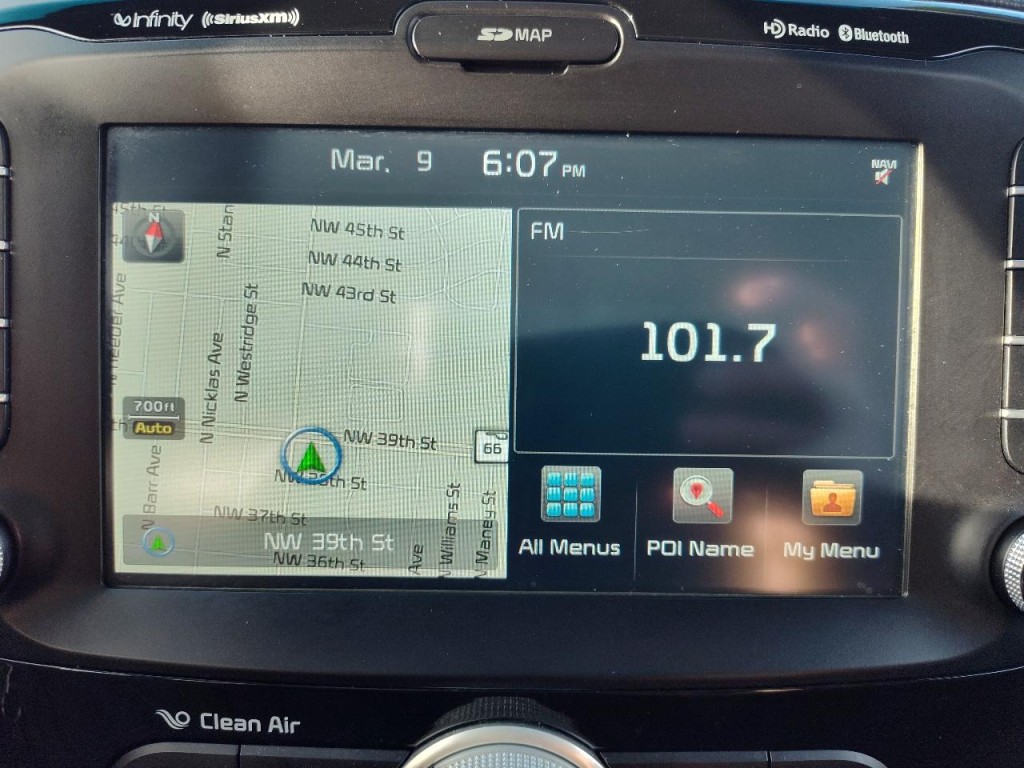 Infinity SiriusXM
SD MAP
HD Radio Bluetooth
Mar. 9 6:07 PM
NAVI
N
N Stan
NW 45th St
NW 44th St
NW 43rd St
N Westridge St
N Nicklas Ave
700ft
Auto
NW 39th St
66
N Barr Ave
NW 37th St
N Williams St
N Maney St
Ave
NW 39th St
NW 36th St
FM
101.7
All Menus
POI Name
My Menu
Clean Air